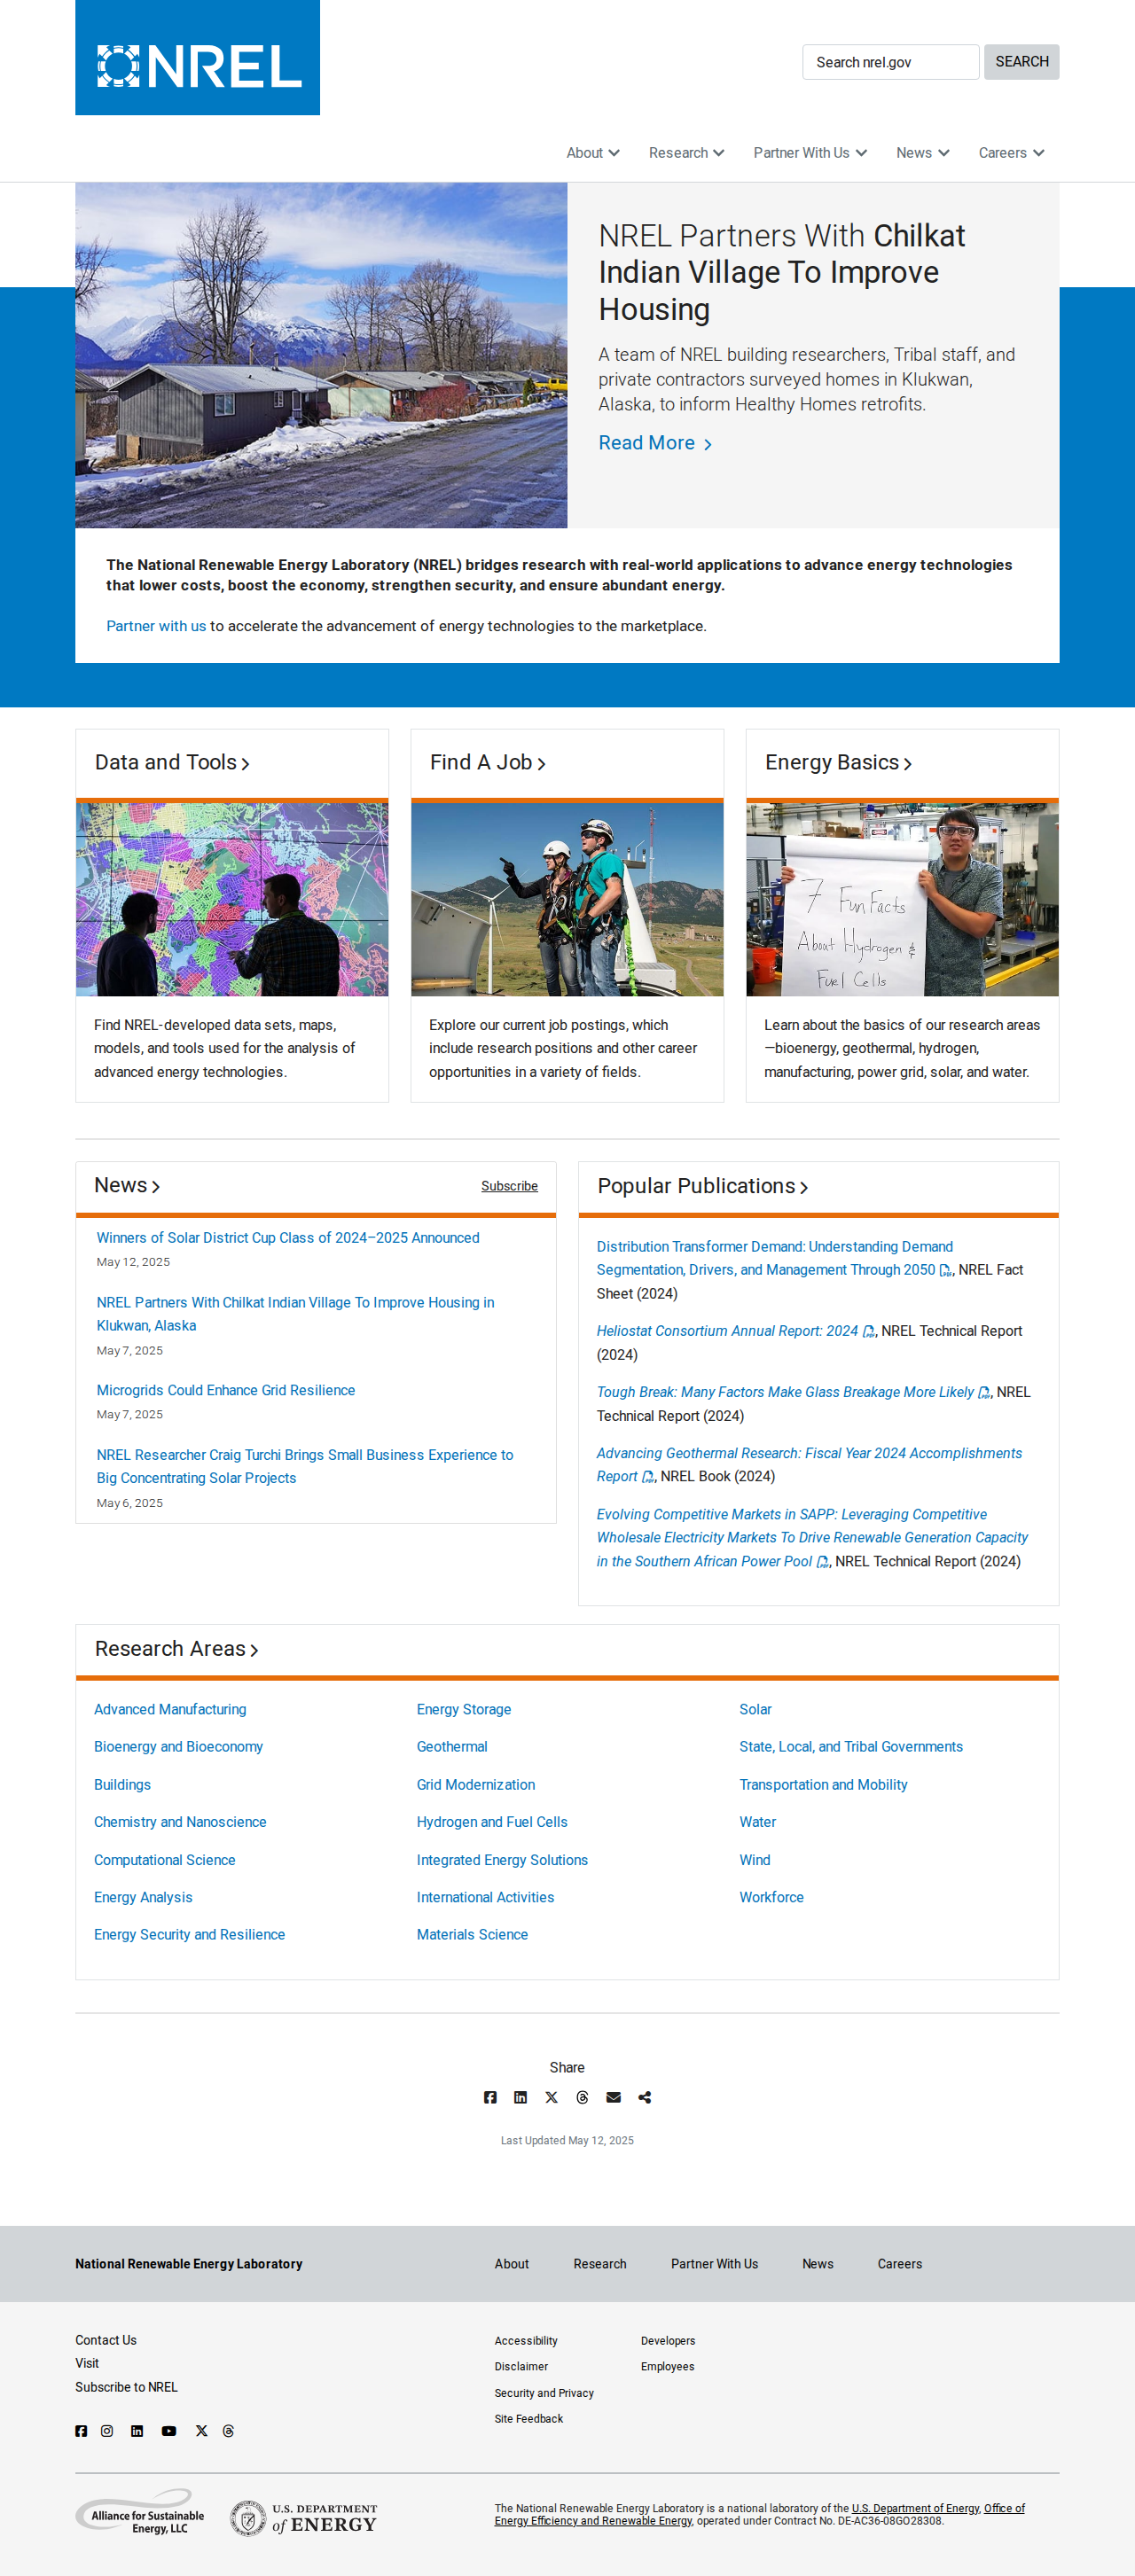 NREL
Search nrel.gov
SEARCH
About
Research
Partner With Us
News
Careers
NREL Partners With Chilkat
Indian Village To Improve
Housing
A team of NREL building researchers, Tribal staff, and
private contractors surveyed homes in Klukwan,
Alaska, to inform Healthy Homes retrofits.
Read More
The National Renewable Energy Laboratory (NREL) bridges research with real-world applications to advance energy technologies
that lower costs, boost the economy, strengthen security, and ensure abundant energy.
Partner with us to accelerate the advancement of energy technologies to the marketplace.
Data and Tools
Find NREL-developed data sets, maps,
models, and tools used for the analysis of
advanced energy technologies.
Find A Job
Explore our current job postings, which
include research positions and other career
opportunities in a variety of fields.
Energy Basics
7 Fun Facts
About Hydrogen &
Fuel Cells
Learn about the basics of our research areas
—bioenergy, geothermal, hydrogen,
manufacturing, power grid, solar, and water.
News
Subscribe
Winners of Solar District Cup Class of 2024–2025 Announced
May 12, 2025
NREL Partners With Chilkat Indian Village To Improve Housing in
Klukwan, Alaska
May 7, 2025
Microgrids Could Enhance Grid Resilience
May 7, 2025
NREL Researcher Craig Turchi Brings Small Business Experience to
Big Concentrating Solar Projects
May 6, 2025
Popular Publications
Distribution Transformer Demand: Understanding Demand
Segmentation, Drivers, and Management Through 2050, NREL Fact
Sheet (2024)
Heliostat Consortium Annual Report: 2024, NREL Technical Report
(2024)
Tough Break: Many Factors Make Glass Breakage More Likely, NREL
Technical Report (2024)
Advancing Geothermal Research: Fiscal Year 2024 Accomplishments
Report, NREL Book (2024)
Evolving Competitive Markets in SAPP: Leveraging Competitive
Wholesale Electricity Markets To Drive Renewable Generation Capacity
in the Southern African Power Pool, NREL Technical Report (2024)
Research Areas
Advanced Manufacturing
Bioenergy and Bioeconomy
Buildings
Chemistry and Nanoscience
Computational Science
Energy Analysis
Energy Security and Resilience
Energy Storage
Geothermal
Grid Modernization
Hydrogen and Fuel Cells
Integrated Energy Solutions
International Activities
Materials Science
Solar
State, Local, and Tribal Governments
Transportation and Mobility
Water
Wind
Workforce
Share
Last Updated May 12, 2025
National Renewable Energy Laboratory
About
Research
Partner With Us
News
Careers
Contact Us
Visit
Subscribe to NREL
Accessibility
Disclaimer
Security and Privacy
Site Feedback
Developers
Employees
Alliance for Sustainable
Energy, LLC
U.S. DEPARTMENT
of ENERGY
The National Renewable Energy Laboratory is a national laboratory of the U.S. Department of Energy, Office of
Energy Efficiency and Renewable Energy, operated under Contract No. DE-AC36-08GO28308.